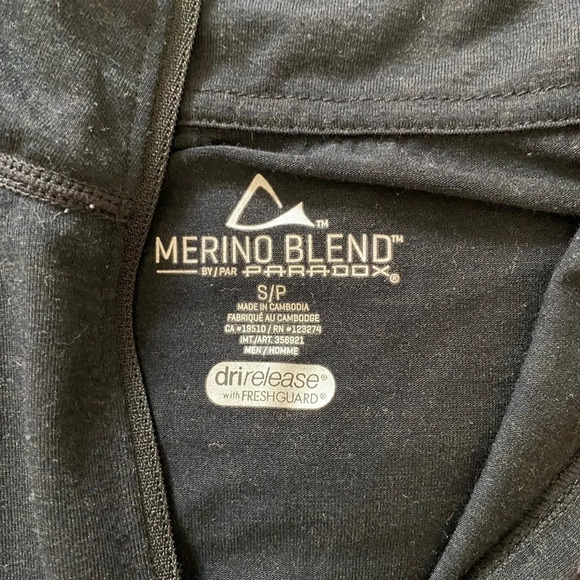 ™
MERINO BLEND™
BY / PAR PARADOX®
S/P
MADE IN CAMBODIA
FABRIQUÉ AU CAMBODGE
CA #19510 / RN #123274
IMT./ART. 356921
MEN / HOMME
drirelease®
with FRESHGUARD®